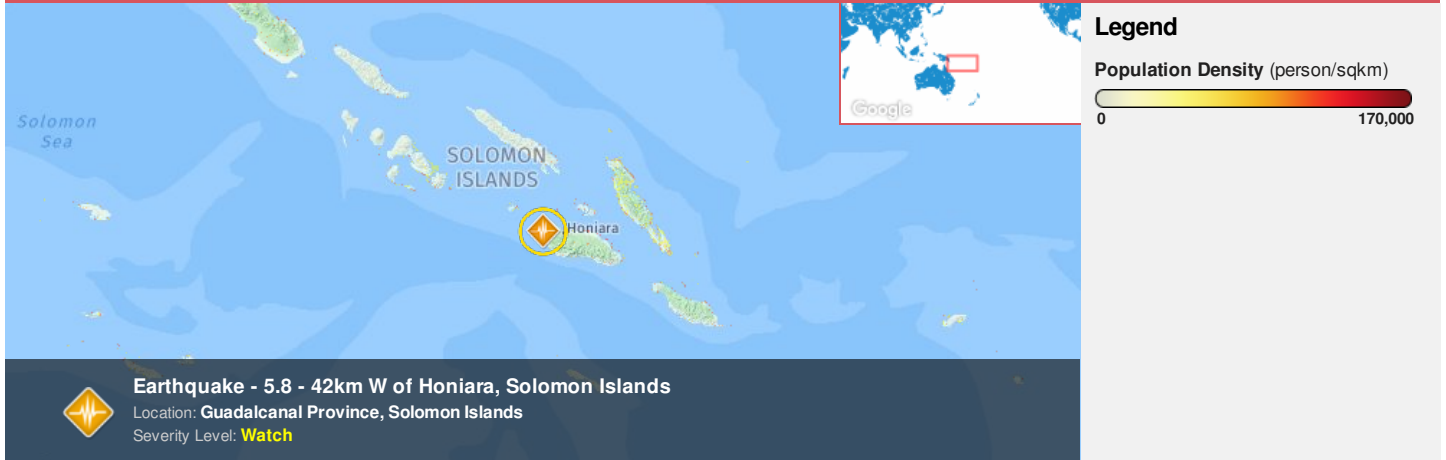 Solomon
Sea
SOLOMON
ISLANDS
Honiara
Google
Legend
Population Density (person/sqkm)
0 170,000
Earthquake - 5.8 - 42km W of Honiara, Solomon Islands
Location: Guadalcanal Province, Solomon Islands
Severity Level: Watch